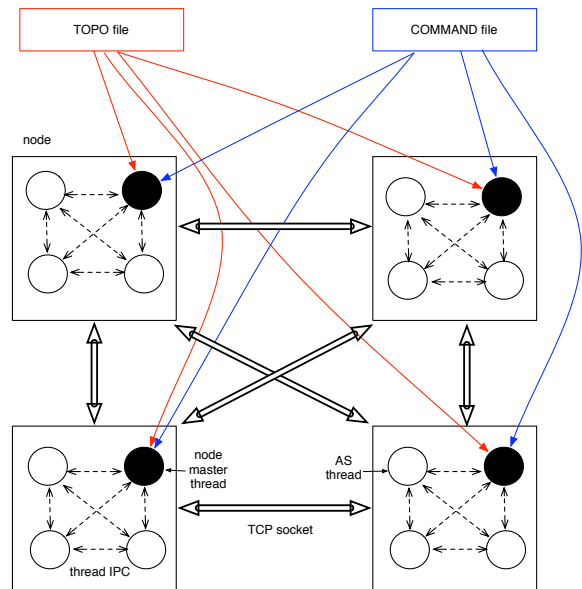 TOPO file
COMMAND file
node
node
master
thread
AS
thread
TCP socket
thread IPC